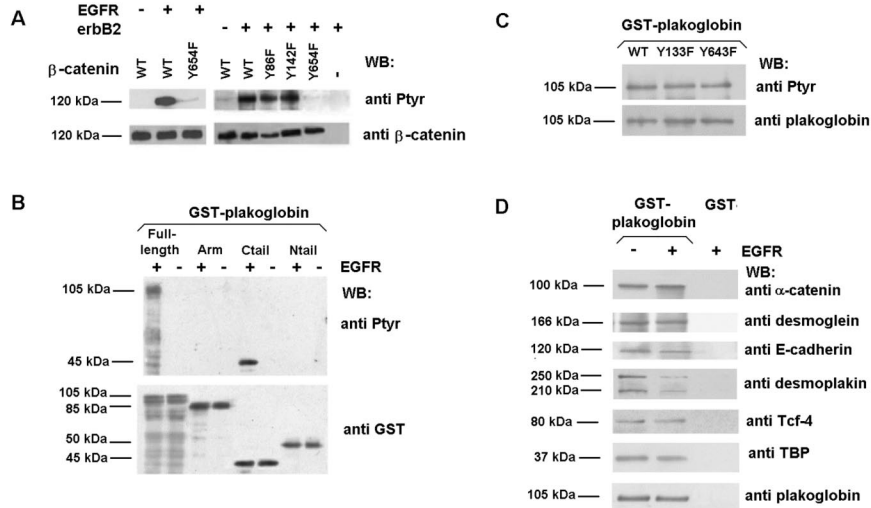 A
EGFR - + +
erbB2 - + + + + +
β-catenin WT WT Y654F WT WT Y86F Y142F Y654F - WB:
120 kDa anti Ptyr
120 kDa anti β-catenin
B
GST-plakoglobin
Full-length Arm Ctail Ntail
+ - + - + - + - EGFR
105 kDa WB:
anti Ptyr
45 kDa
105 kDa
85 kDa
anti GST
50 kDa
45 kDa
C
GST-plakoglobin
WT Y133F Y643F WB:
105 kDa anti Ptyr
105 kDa anti plakoglobin
D
GST-plakoglobin GST
- + + EGFR
WB:
100 kDa anti α-catenin
166 kDa anti desmoglein
120 kDa anti E-cadherin
250 kDa
210 kDa anti desmoplakin
80 kDa anti Tcf-4
37 kDa anti TBP
105 kDa anti plakoglobin